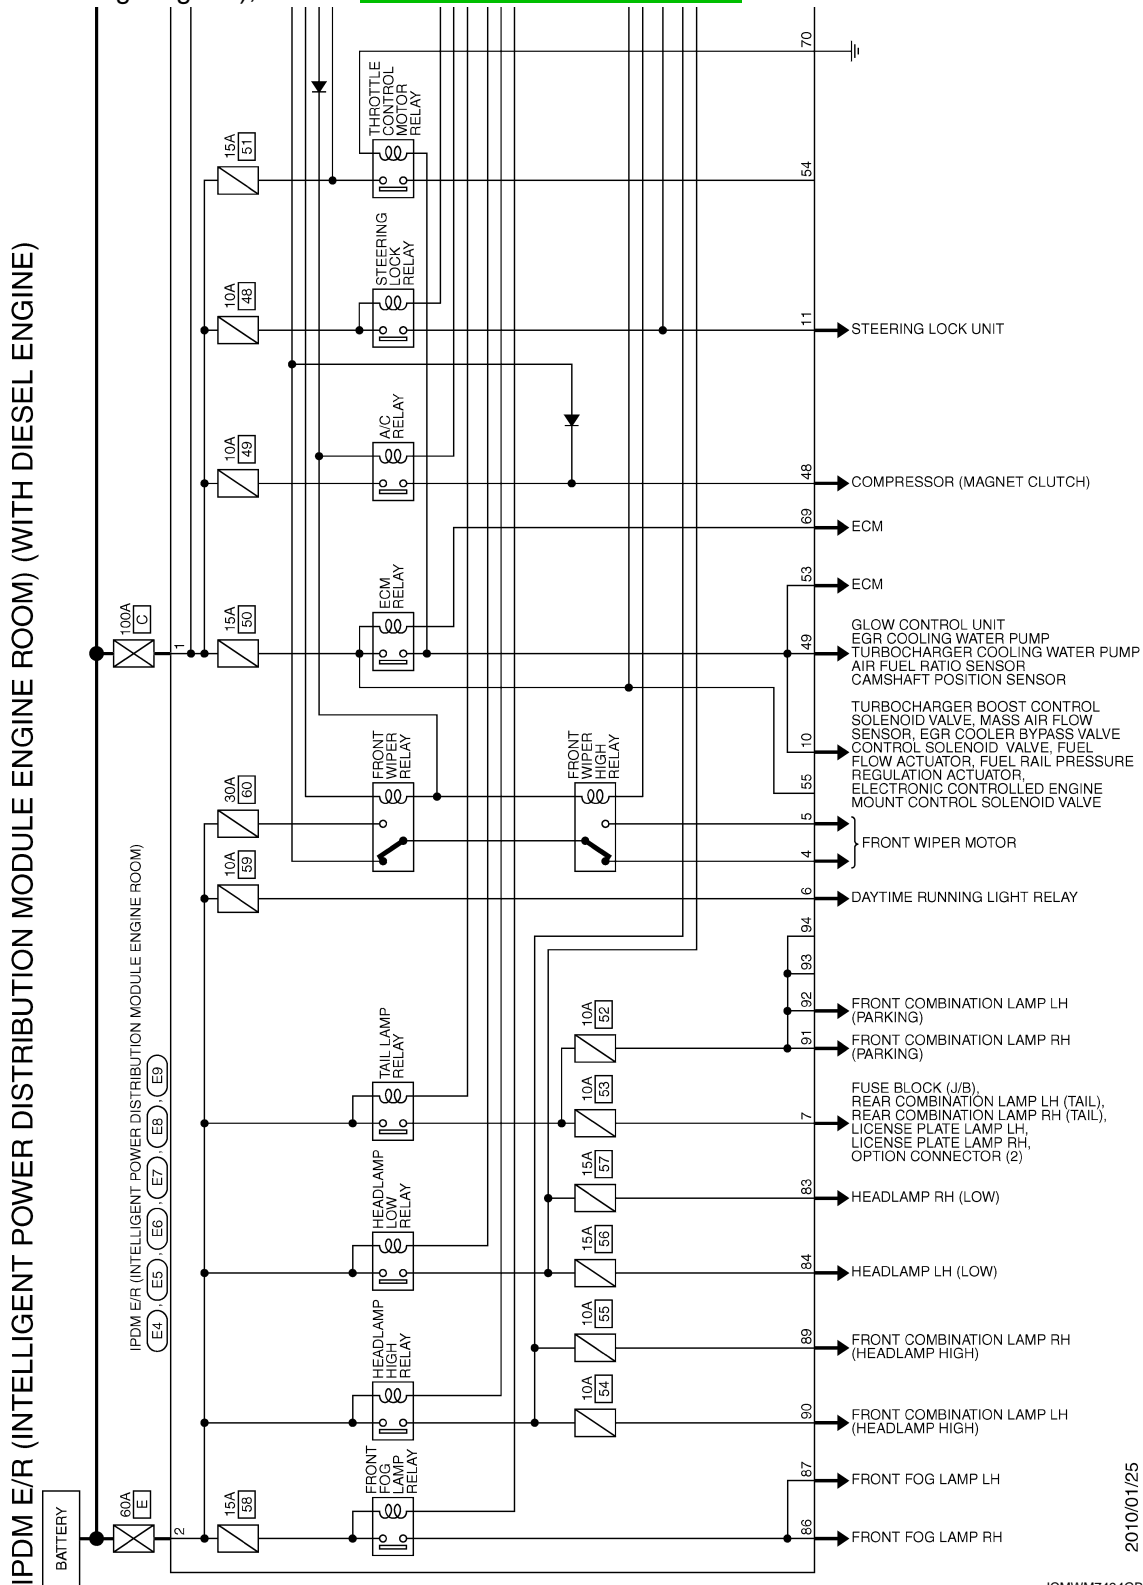 IPDM E/R (INTELLIGENT POWER DISTRIBUTION MODULE ENGINE ROOM) (WITH DIESEL ENGINE)
BATTERY
60A
E
100A
C
IPDM E/R (INTELLIGENT POWER DISTRIBUTION MODULE ENGINE ROOM)
E4 , E5 , E6 , E7 , E8 , E9
1
2
15A
51
10A
48
10A
49
15A
50
30A
60
10A
59
15A
58
THROTTLE
CONTROL
MOTOR
RELAY
STEERING
LOCK
RELAY
A/C
RELAY
ECM
RELAY
FRONT
WIPER
RELAY
FRONT
WIPER
HIGH
RELAY
TAIL LAMP
RELAY
HEADLAMP
LOW
RELAY
HEADLAMP
HIGH
RELAY
FRONT
FOG
LAMP
RELAY
10A
52
10A
53
15A
57
15A
56
10A
55
10A
54
70
54
11
STEERING LOCK UNIT
48
COMPRESSOR (MAGNET CLUTCH)
69
ECM
53
ECM
49
GLOW CONTROL UNIT
EGR COOLING WATER PUMP
TURBOCHARGER COOLING WATER PUMP
AIR FUEL RATIO SENSOR
CAMSHAFT POSITION SENSOR
10
TURBOCHARGER BOOST CONTROL
SOLENOID VALVE, MASS AIR FLOW
SENSOR, EGR COOLER BYPASS VALVE
CONTROL SOLENOID VALVE, FUEL
FLOW ACTUATOR, FUEL RAIL PRESSURE
REGULATION ACTUATOR,
ELECTRONIC CONTROLLED ENGINE
MOUNT CONTROL SOLENOID VALVE
55
5
4
FRONT WIPER MOTOR
6
DAYTIME RUNNING LIGHT RELAY
94
93
92
FRONT COMBINATION LAMP LH
(PARKING)
91
FRONT COMBINATION LAMP RH
(PARKING)
7
FUSE BLOCK (J/B),
REAR COMBINATION LAMP LH (TAIL),
REAR COMBINATION LAMP RH (TAIL),
LICENSE PLATE LAMP LH,
LICENSE PLATE LAMP RH,
OPTION CONNECTOR (2)
83
HEADLAMP RH (LOW)
84
HEADLAMP LH (LOW)
89
FRONT COMBINATION LAMP RH
(HEADLAMP HIGH)
90
FRONT COMBINATION LAMP LH
(HEADLAMP HIGH)
87
FRONT FOG LAMP LH
86
FRONT FOG LAMP RH
2010/01/25